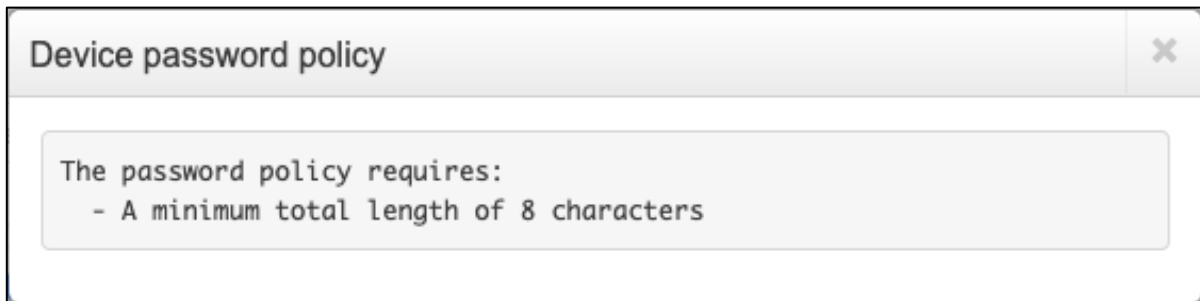 Device password policy
The password policy requires:
- A minimum total length of 8 characters